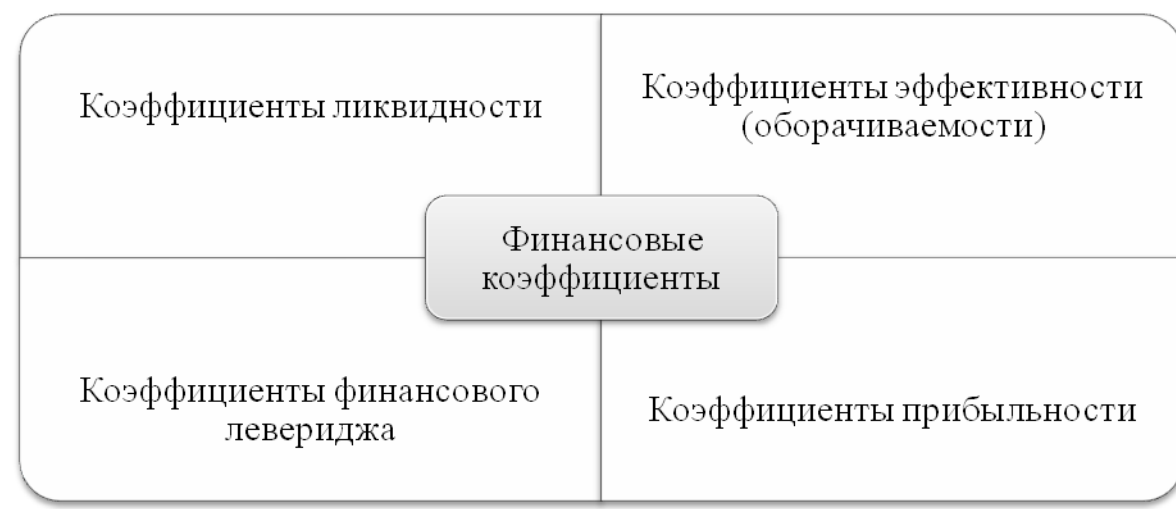 Коэффициенты ликвидности
Коэффициенты эффективности
(оборачиваемости)
Финансовые
коэффициенты
Коэффициенты финансового
левериджа
Коэффициенты прибыльности